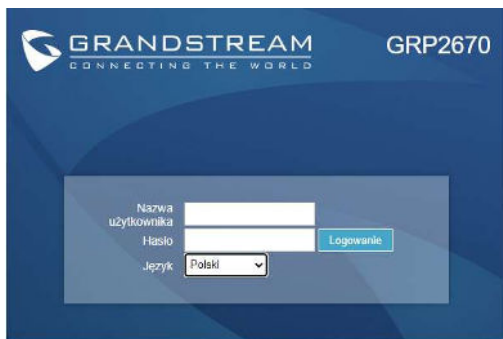 GRANDSTREAM
CONNECTING THE WORLD
GRP2670
Nazwa
użytkownika
Hasło
Logowanie
Język
Polski